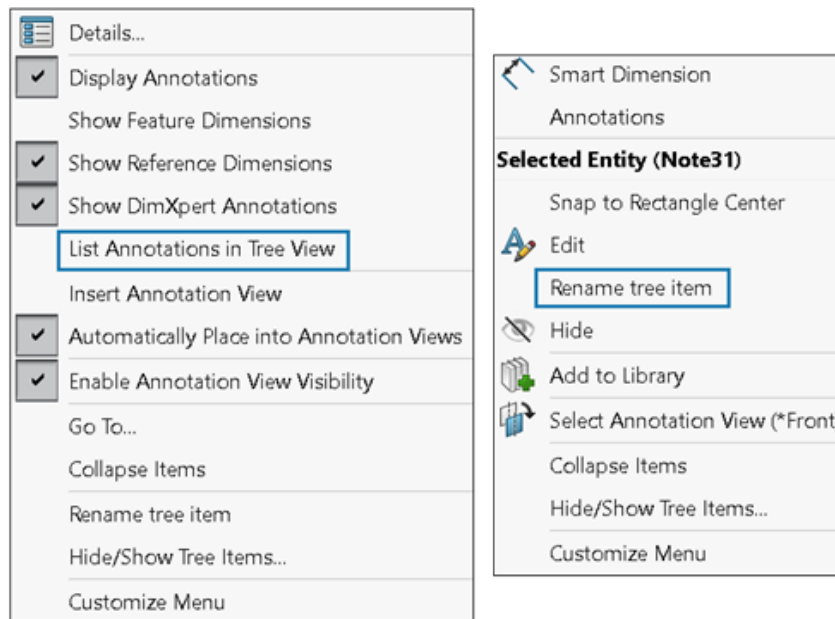 Details...
Display Annotations
Show Feature Dimensions
Show Reference Dimensions
Show DimXpert Annotations
List Annotations in Tree View
Insert Annotation View
Automatically Place into Annotation Views
Enable Annotation View Visibility
Go To...
Collapse Items
Rename tree item
Hide/Show Tree Items...
Customize Menu
Smart Dimension
Annotations
Selected Entity (Note31)
Snap to Rectangle Center
Edit
Rename tree item
Hide
Add to Library
Select Annotation View (*Front
Collapse Items
Hide/Show Tree Items...
Customize Menu